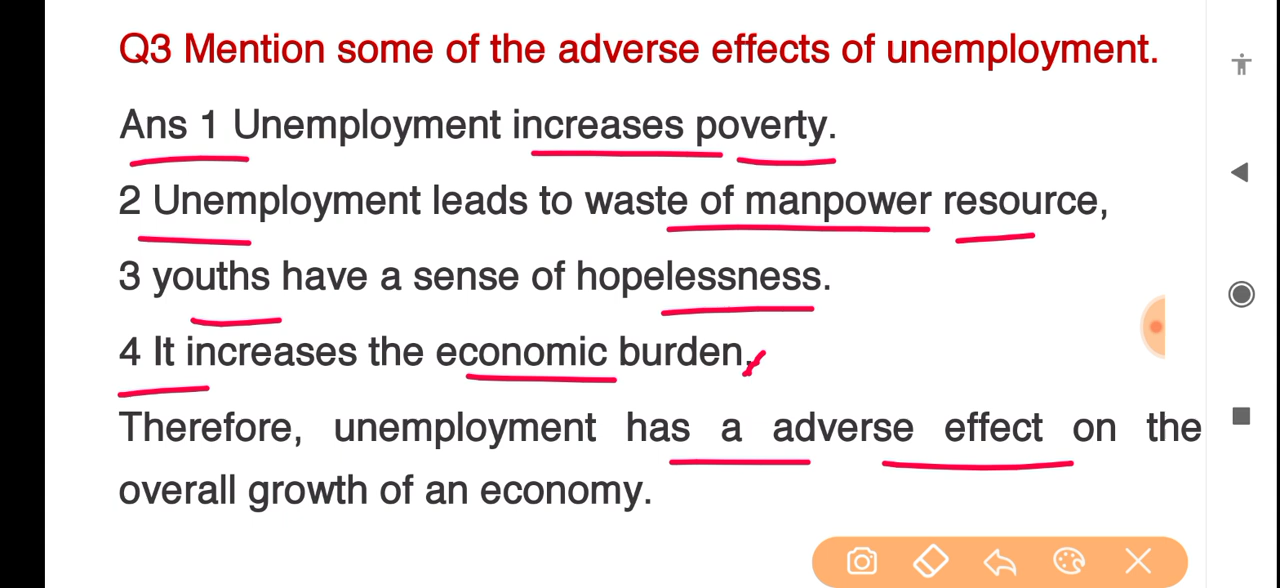 Q3 Mention some of the adverse effects of unemployment.
Ans 1 Unemployment increases poverty.
2 Unemployment leads to waste of manpower resource,
3 youths have a sense of hopelessness.
4 It increases the economic burden.
Therefore, unemployment has a adverse effect on the
overall growth of an economy.